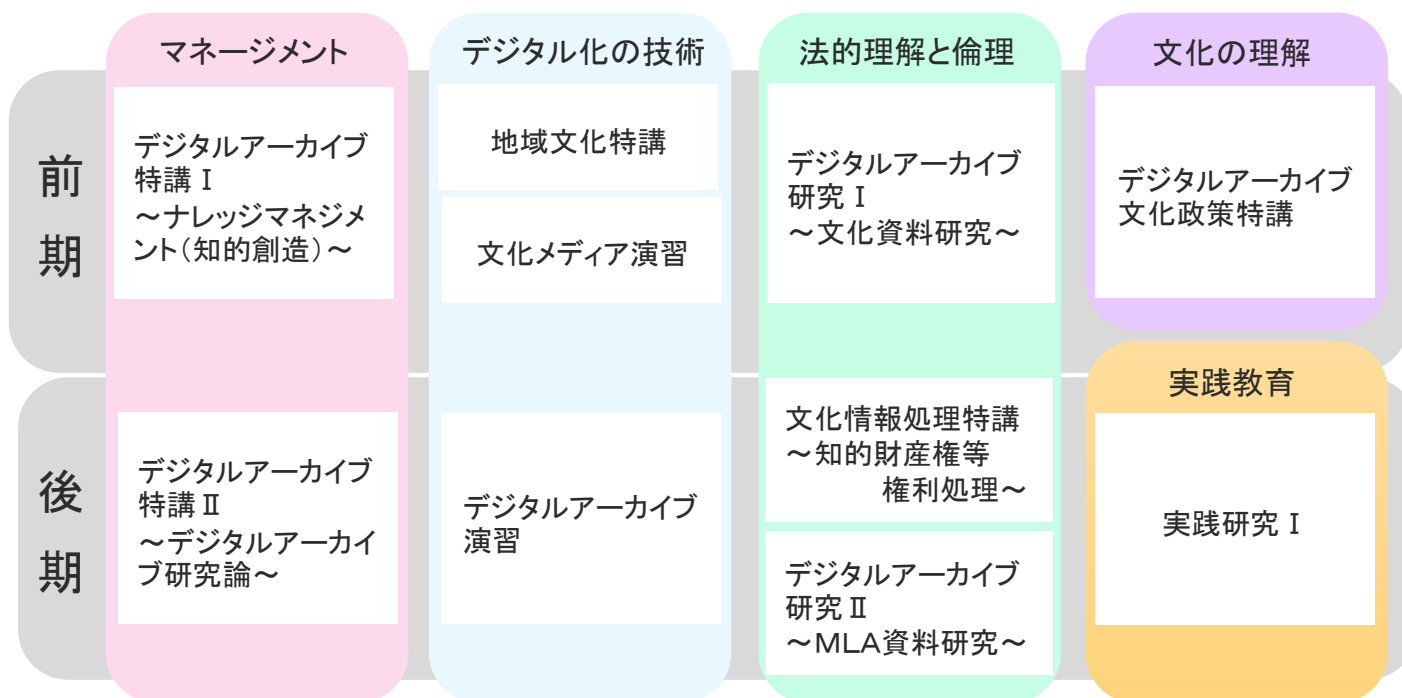 マネージメント
デジタル化の技術
法的理解と倫理
文化の理解
前
期
デジタルアーカイブ
特講Ⅰ
～ナレッジマネジメ
ント（知的創造）～
地域文化特講
文化メディア演習
デジタルアーカイブ
研究Ⅰ
～文化資料研究～
デジタルアーカイブ
文化政策特講
実践教育
後
期
デジタルアーカイブ
特講Ⅱ
～デジタルアーカイ
ブ研究論～
デジタルアーカイブ
演習
文化情報処理特講
～知的財産権等
権利処理～
デジタルアーカイブ
研究Ⅱ
～ＭＬＡ資料研究～
実践研究Ⅰ